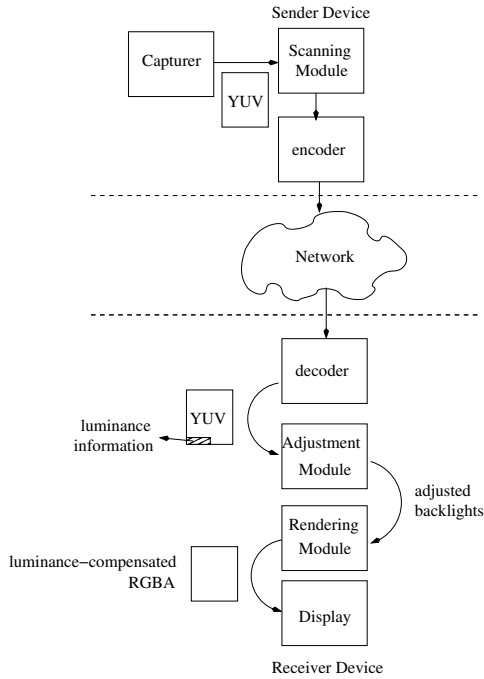 Sender Device
Capturer
Scanning
Module
YUV
encoder
Network
decoder
YUV
luminance
information
Adjustment
Module
adjusted
backlights
Rendering
Module
luminance−compensated
RGBA
Display
Receiver Device